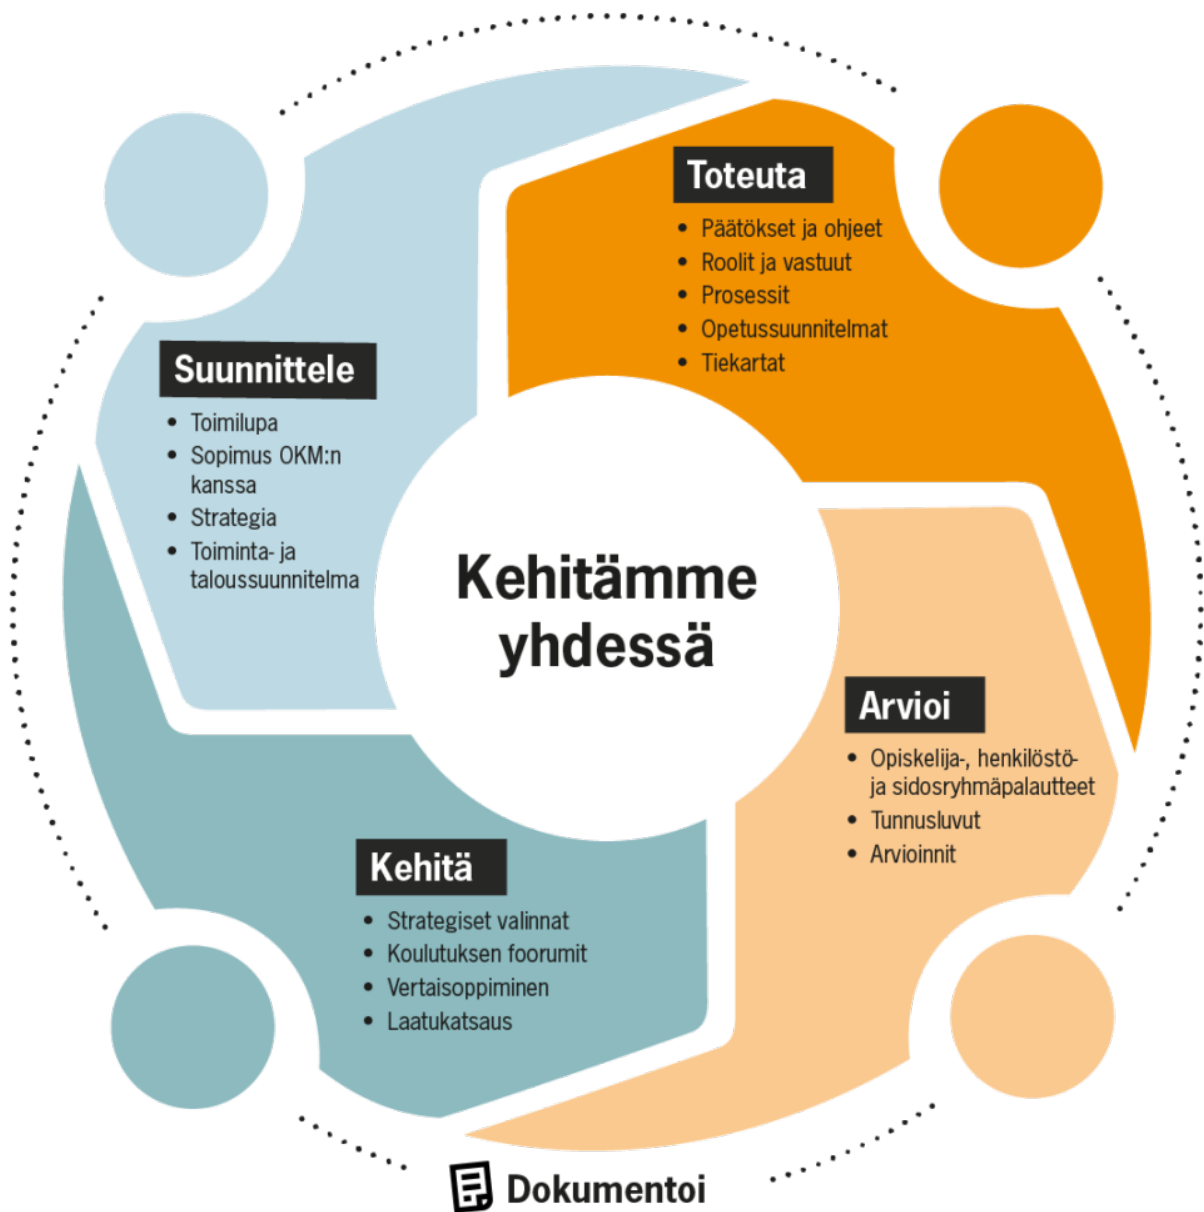 Suunnittele
• Toimilupa
• Sopimus OKM:n
kanssa
• Strategia
• Toiminta- ja
taloussuunnitelma
Toteuta
• Päätökset ja ohjeet
• Roolit ja vastuut
• Prosessit
• Opetussuunnitelmat
• Tiekartat
Kehitämme
yhdessä
Arvioi
• Opiskelija-, henkilöstö-
ja sidosryhmäpalautteet
• Tunnusluvut
• Arvioinnit
Kehitä
• Strategiset valinnat
• Koulutuksen foorumit
• Vertaisoppiminen
• Laatukatsaus
Dokumentoi